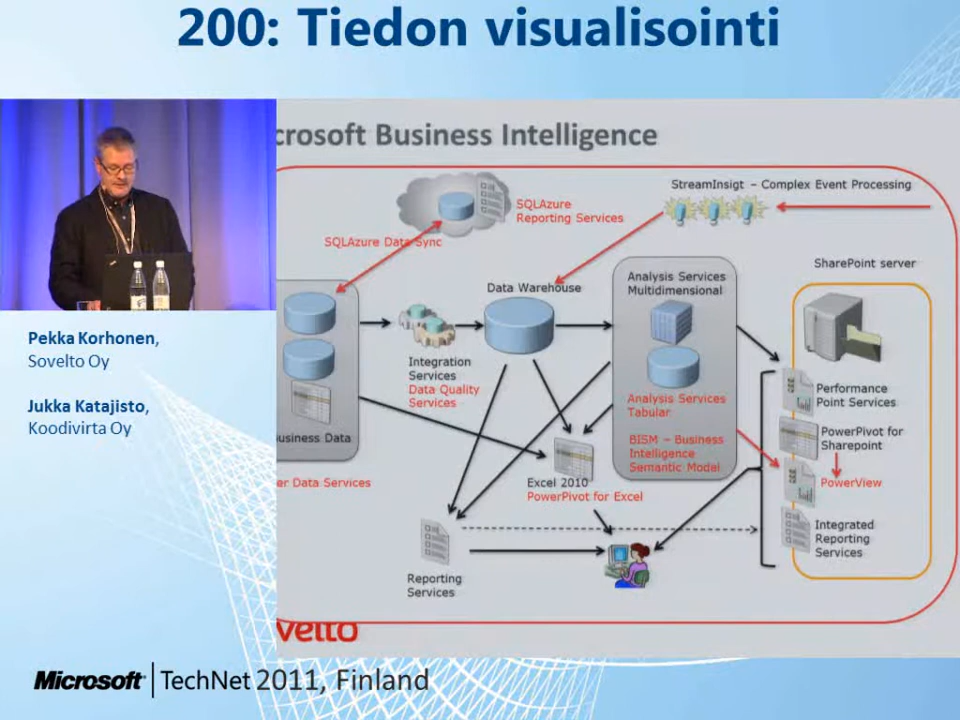 200: Tiedon visualisointi
crosoft Business Intelligence
StreamInsigt – Complex Event Processing
SQLAzure
Reporting Services
SQLAzure Data Sync
SharePoint server
Data Warehouse
Analysis Services
Multidimensional
Integration
Services
Data Quality
Services
Analysis Services
Tabular
BISM – Business
Intelligence
Semantic Model
Performance
Point Services
PowerPivot for
Sharepoint
PowerView
usiness Data
er Data Services
Excel 2010
PowerPivot for Excel
Integrated
Reporting
Services
Reporting
Services
velto
Pekka Korhonen,
Sovelto Oy
Jukka Katajisto,
Koodivirta Oy
Microsoft TechNet 2011, Finland